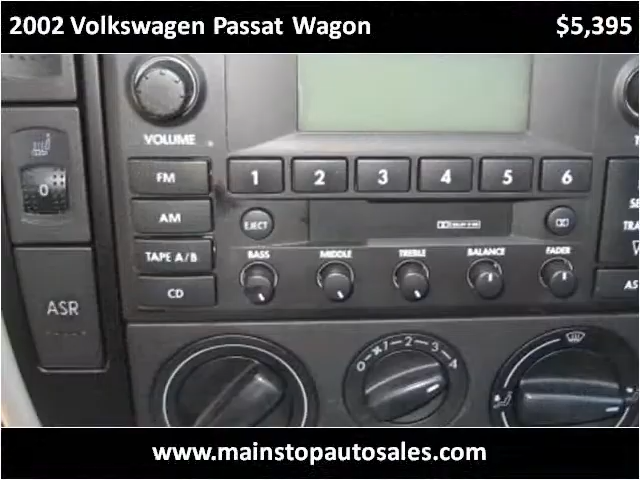 2002 Volkswagen Passat Wagon $5,395
VOLUME
FM 1 2 3 4 5 6
0
AM EJECT
TAPE A/B BASS MIDDLE TREBLE BALANCE FADER
CD
ASR
0 1 2 3 4
www.mainstopautosales.com